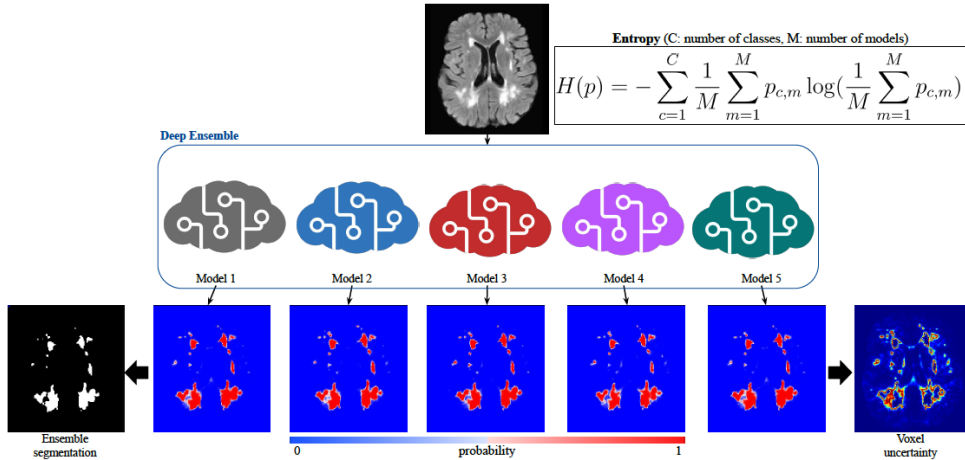 Entropy (C: number of classes, M: number of models)
H(p) = - \sum_{c=1}^{C} \frac{1}{M} \sum_{m=1}^{M} p_{c,m} \log(\frac{1}{M} \sum_{m=1}^{M} p_{c,m})
Deep Ensemble
Model 1 Model 2 Model 3 Model 4 Model 5
0 probability 1
Ensemble
segmentation
Voxel
uncertainty